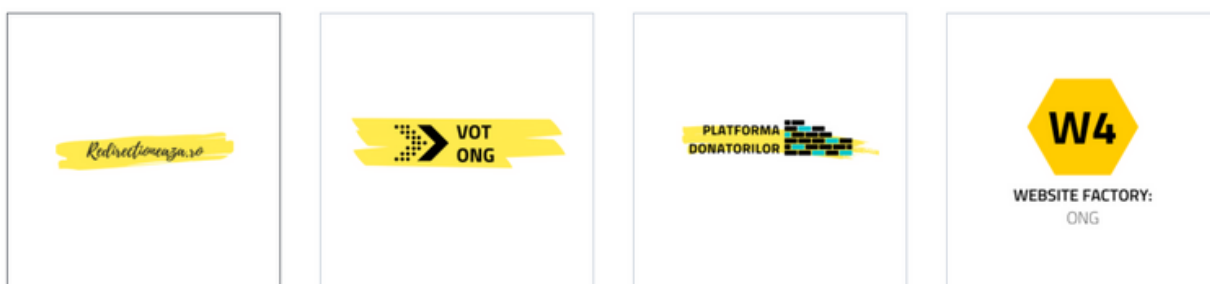 Redirectioneaza.ro
VOT
ONG
PLATFORMA
DONATORILOR
W4
WEBSITE FACTORY:
ONG